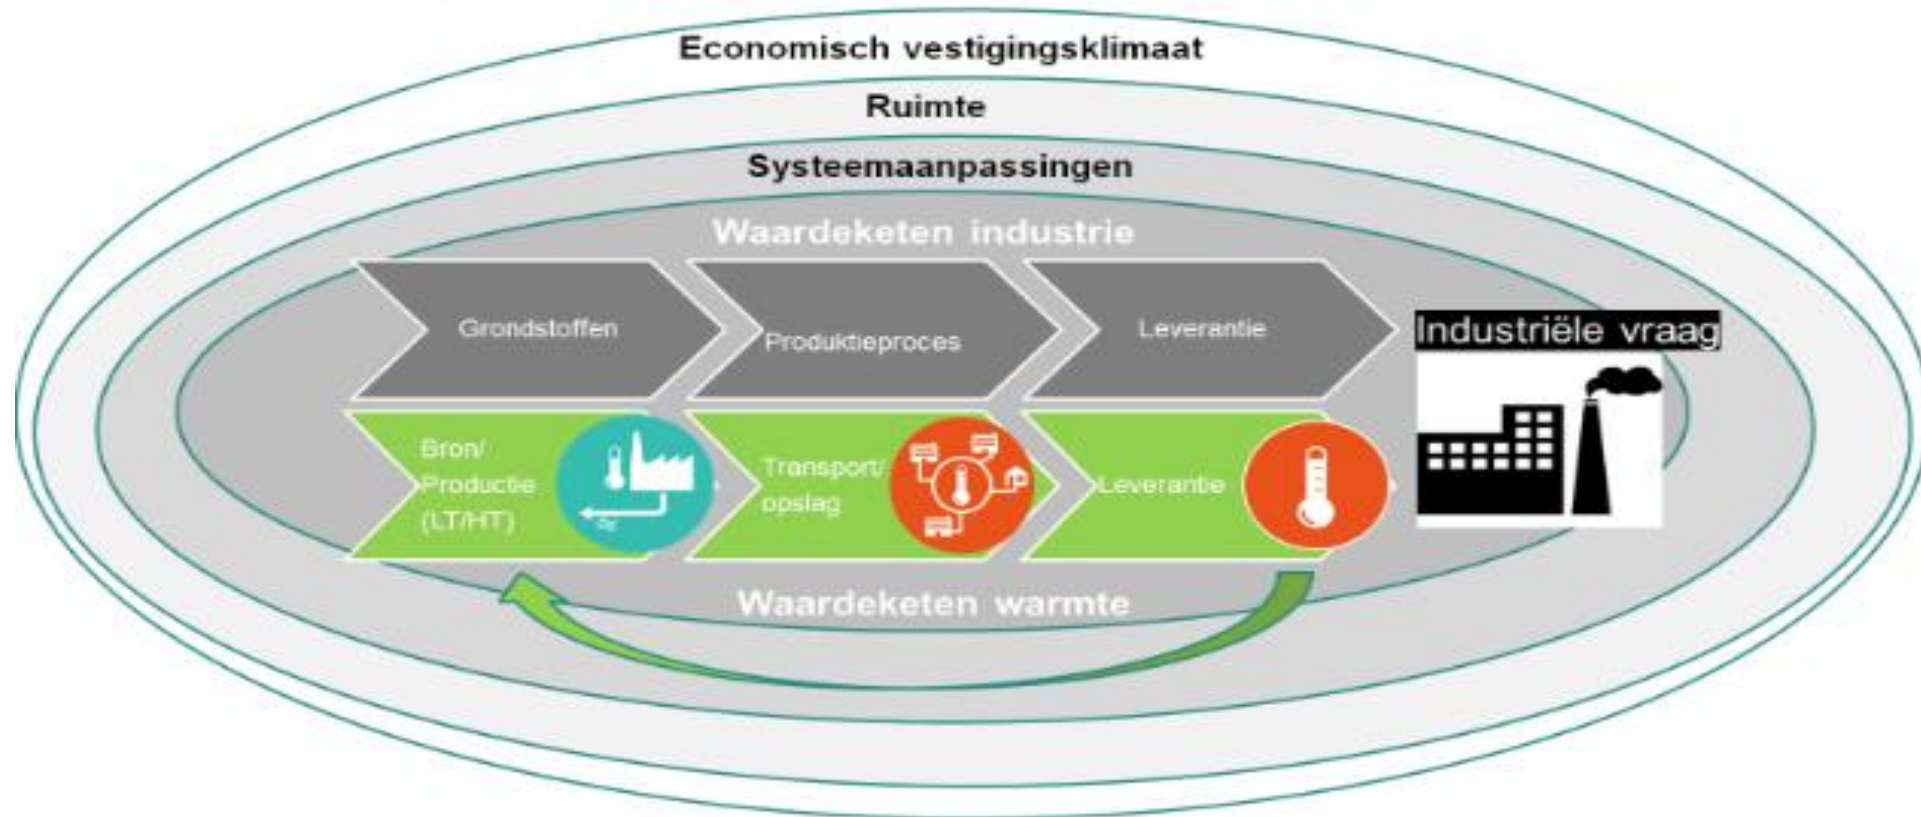 Economisch vestigingsklimaat
Ruimte
Systeemaanpassingen
Waardeketen industrie
Grondstoffen
Produktieproces
Leverantie
Industriële vraag
Bron/
Productie
(LT/HT)
Transport/
opslag
Leverantie
Waardeketen warmte